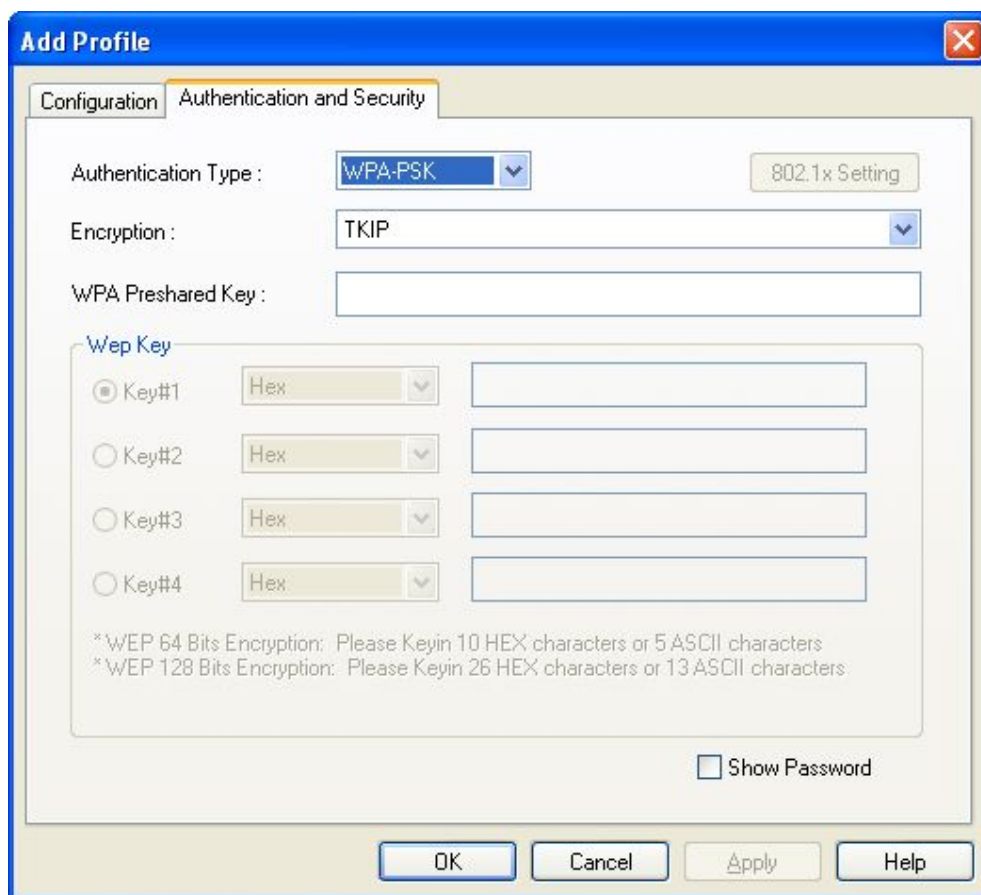 Add Profile
Configuration
Authentication and Security
Authentication Type :
WPA-PSK
802.1x Setting
Encryption :
TKIP
WPA Preshared Key :
Wep Key
Key#1
Hex
Key#2
Hex
Key#3
Hex
Key#4
Hex
* WEP 64 Bits Encryption: Please Keyin 10 HEX characters or 5 ASCII characters
* WEP 128 Bits Encryption: Please Keyin 26 HEX characters or 13 ASCII characters
Show Password
OK
Cancel
Apply
Help